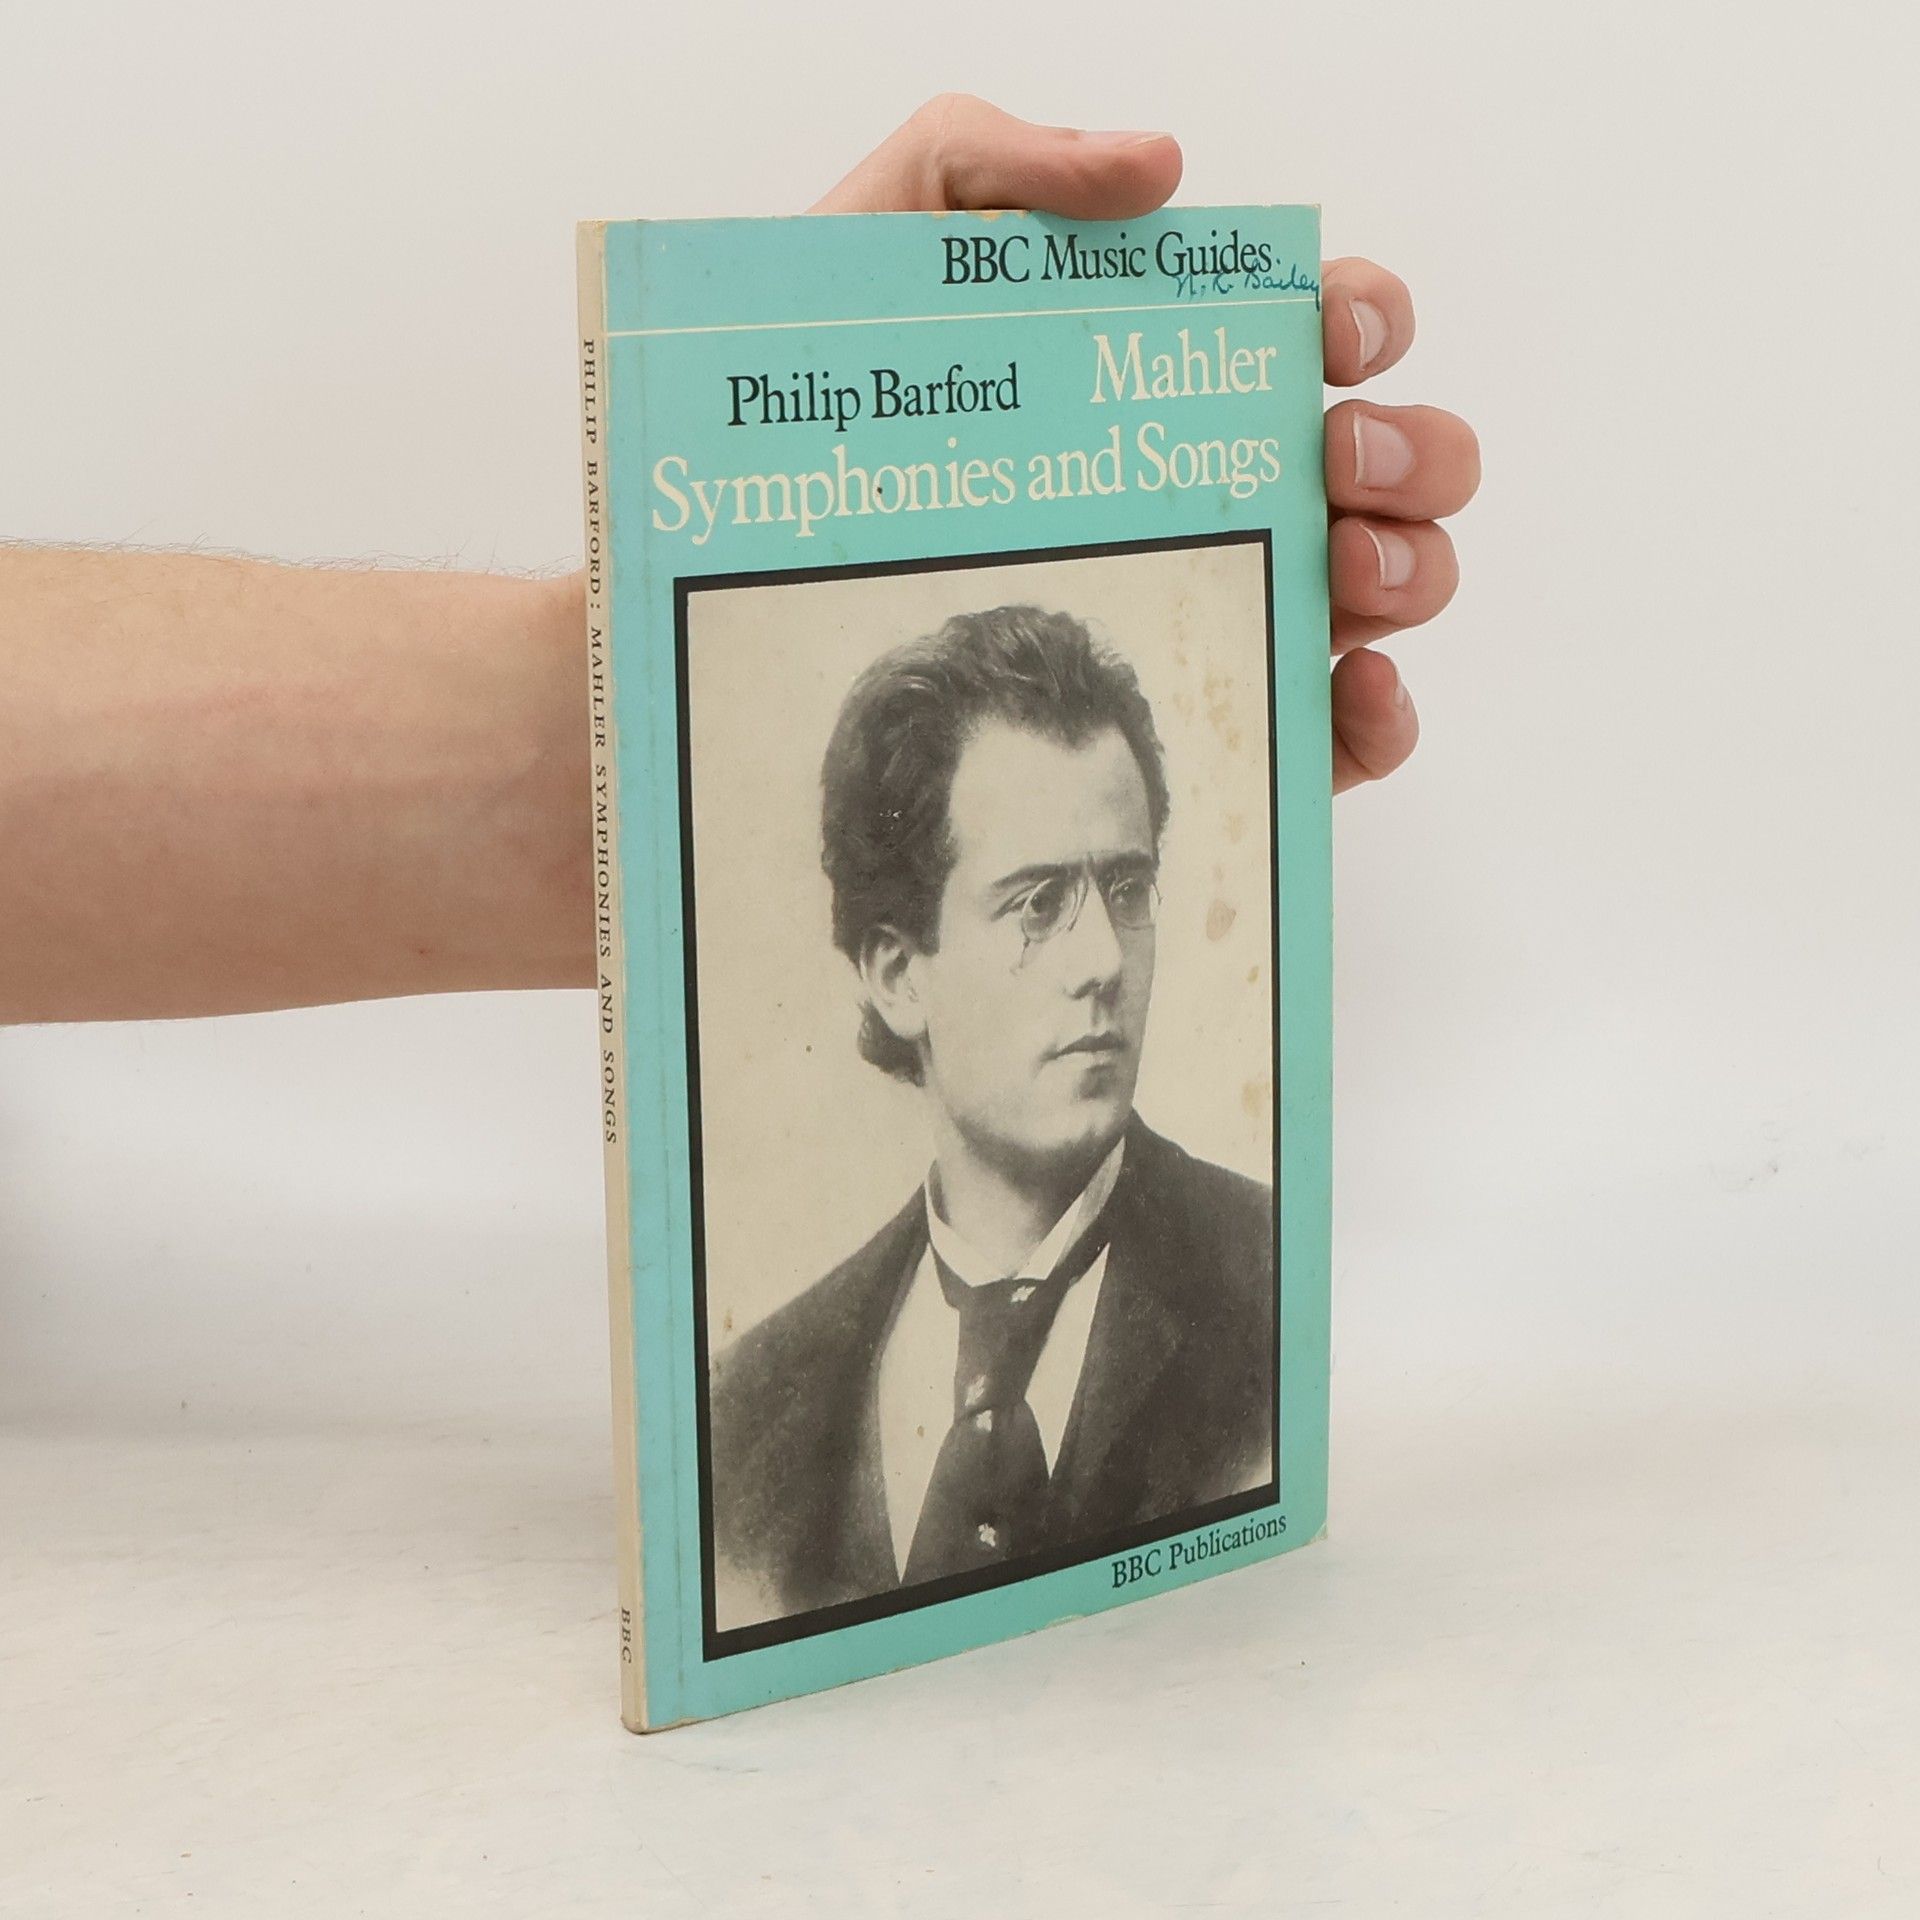 BBC Music Guides
N. K. Bailey
Philip Barford Mahler
Symphonies and Songs
BBC Publications
PHILIP BARFORD: MAHLER SYMPHONIES AND SONGS
BBC